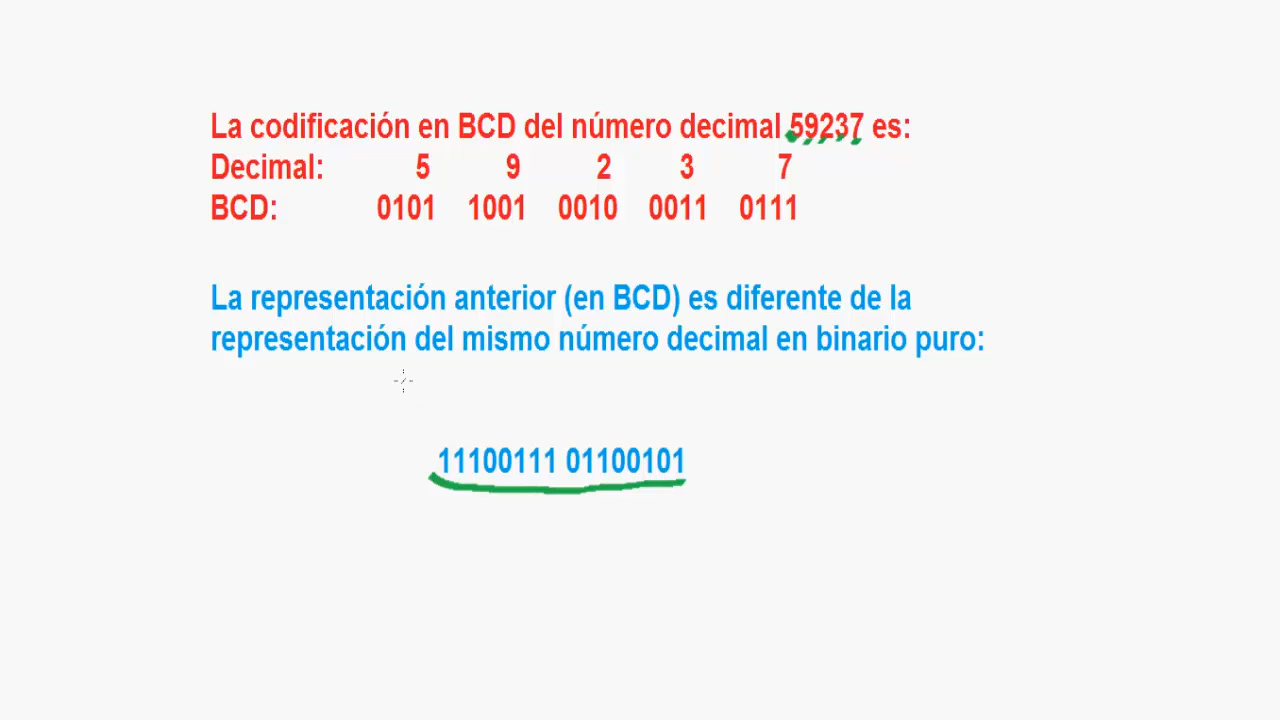 La codificación en BCD del número decimal 59237 es:
Decimal: 5 9 2 3 7
BCD: 0101 1001 0010 0011 0111
La representación anterior (en BCD) es diferente de la
representación del mismo número decimal en binario puro:
11100111 01100101